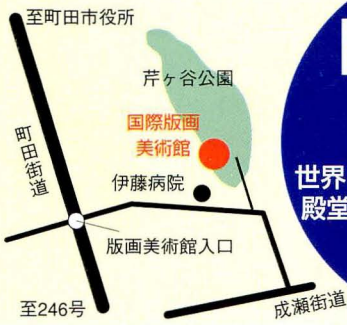 至町田市役所
芹ヶ谷公園
国際版画
美術館
町田街道
伊藤病院
世界
殿堂
版画美術館入口
至246号
成瀬街道